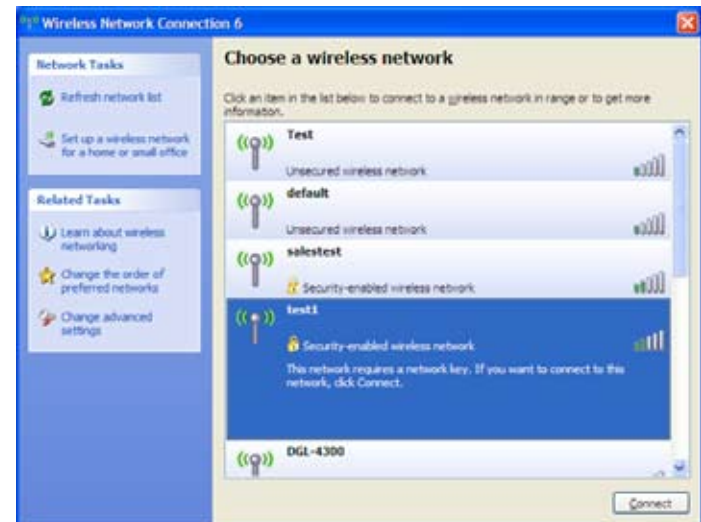 Wireless Network Connection 6
Network Tasks
Refresh network list
Set up a wireless network
for a home or small office
Related Tasks
Learn about wireless
networking
Change the order of
preferred networks
Change advanced
settings
Choose a wireless network
Click an item in the list below to connect to a wireless network in range or to get more
information.
Test
Unsecured wireless network
default
Unsecured wireless network
salestest
Security-enabled wireless network
test1
Security-enabled wireless network
This network requires a network key. If you want to connect to this
network, click Connect.
DGL-4300
Connect